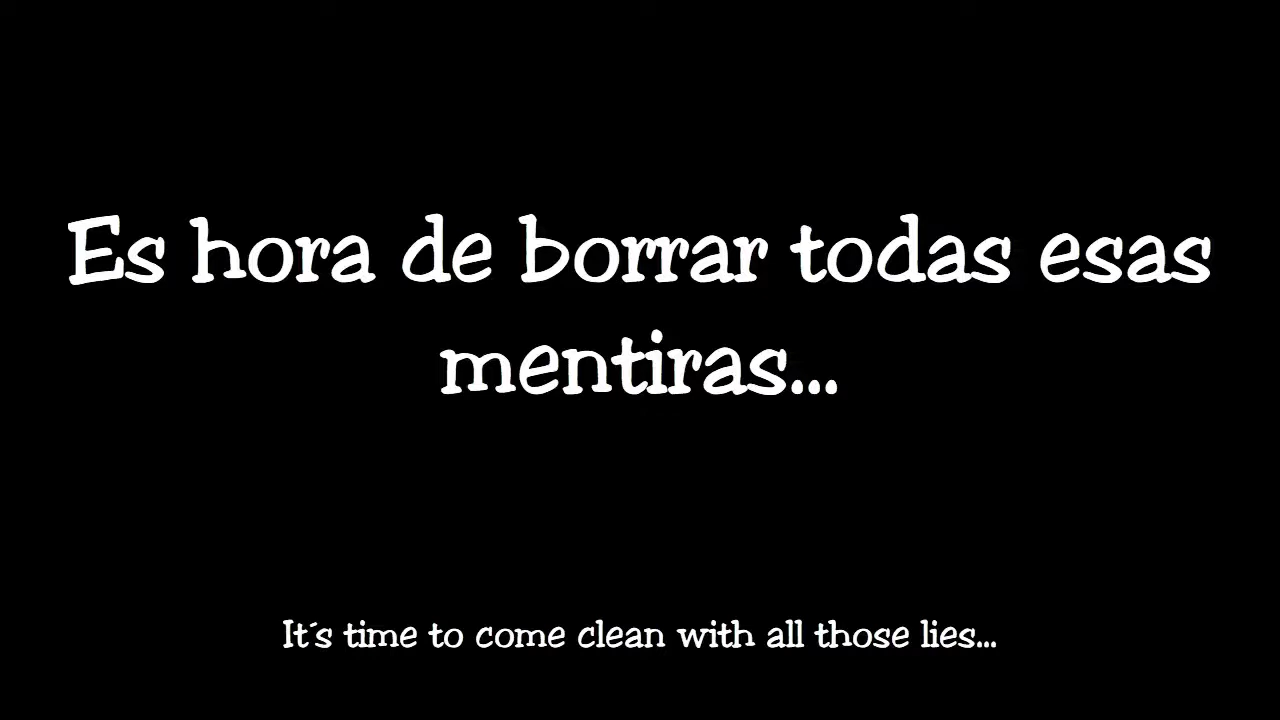 Es hora de borrar todas esas
mentiras...
It´s time to come clean with all those lies...